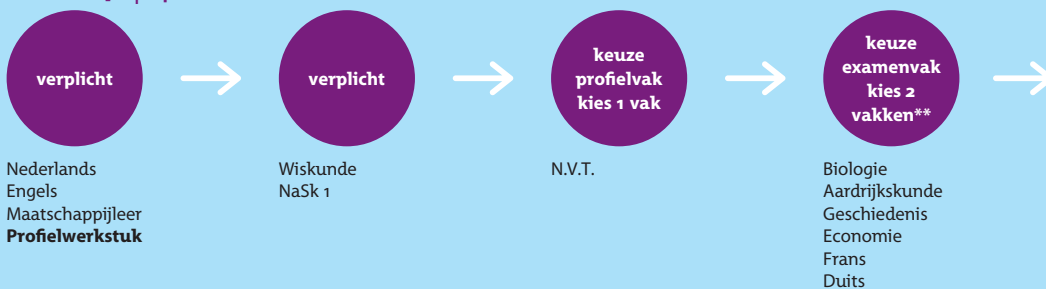 verplicht
Nederlands
Engels
Maatschappijleer
Profielwerkstuk
verplicht
Wiskunde
NaSk 1
keuze
profielvak
kies 1 vak
N.V.T.
keuze
examenvak
kies 2
vakken**
Biologie
Aardrijkskunde
Geschiedenis
Economie
Frans
Duits